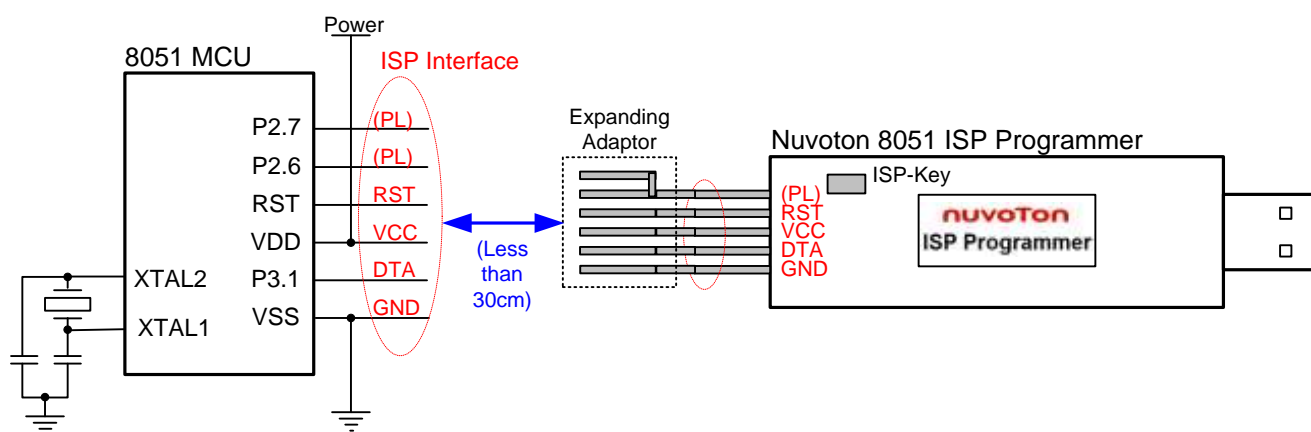 Power
8051 MCU
ISP Interface
P2.7
(PL)
P2.6
(PL)
RST
RST
VDD
VCC
P3.1
DTA
VSS
GND
XTAL2
XTAL1
(Less
than
30cm)
Expanding
Adaptor
Nuvoton 8051 ISP Programmer
ISP-Key
(PL)
RST
VCC
DTA
GND
nuvoTon
ISP Programmer